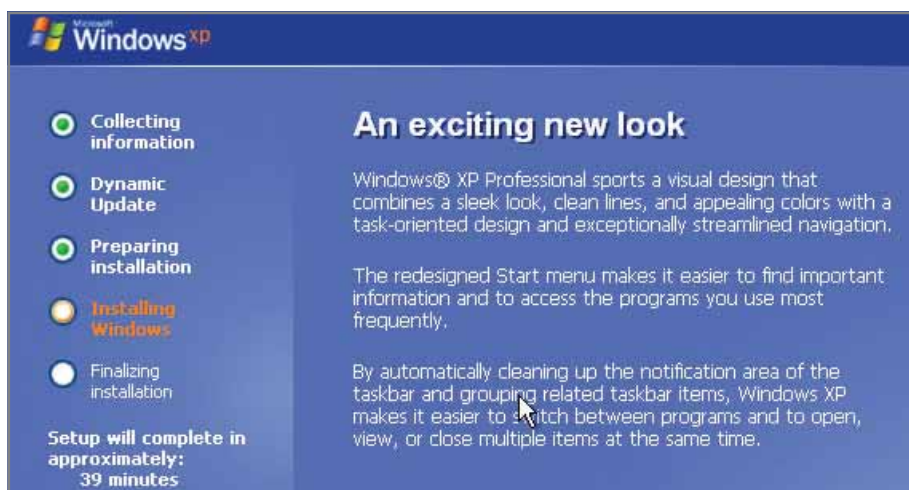 Microsoft
Windows xp
Collecting
information
Dynamic
Update
Preparing
installation
Installing
Windows
Finalizing
installation
Setup will complete in
approximately:
39 minutes
An exciting new look
Windows® XP Professional sports a visual design that
combines a sleek look, clean lines, and appealing colors with a
task-oriented design and exceptionally streamlined navigation.
The redesigned Start menu makes it easier to find important
information and to access the programs you use most
frequently.
By automatically cleaning up the notification area of the
taskbar and grouping related taskbar items, Windows XP
makes it easier to switch between programs and to open,
view, or close multiple items at the same time.